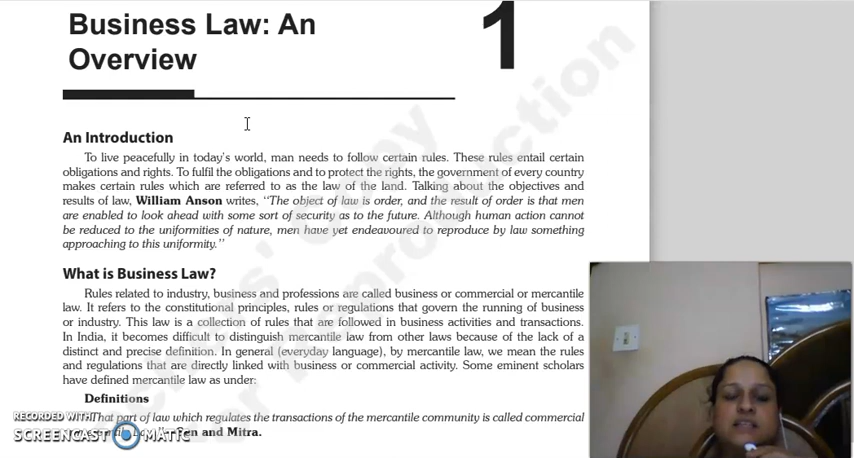 Business Law: An
Overview
1
An Introduction
To live peacefully in today's world, man needs to follow certain rules. These rules entail certain
obligations and rights. To fulfil the obligations and to protect the rights, the government of every country
makes certain rules which are referred to as the law of the land. Talking about the objectives and
results of law, William Anson writes, "The object of law is order, and the result of order is that men
are enabled to look ahead with some sort of security as to the future. Although human action cannot
be reduced to the uniformities of nature, men have yet endeavoured to reproduce by law something
approaching to this uniformity."
What is Business Law?
Rules related to industry, business and professions are called business or commercial or mercantile
law. It refers to the constitutional principles, rules or regulations that govern the running of business
or industry. This law is a collection of rules that are followed in business activities and transactions.
In India, it becomes difficult to distinguish mercantile law from other laws because of the lack of a
distinct and precise definition. In general (everyday language), by mercantile law, we mean the rules
and regulations that are directly linked with business or commercial activity. Some eminent scholars
have defined mercantile law as under:
Definitions
That part of law which regulates the transactions of the mercantile community is called commercial
Sen and Mitra.
RECORDED WITH
SCREENCAST MATIC